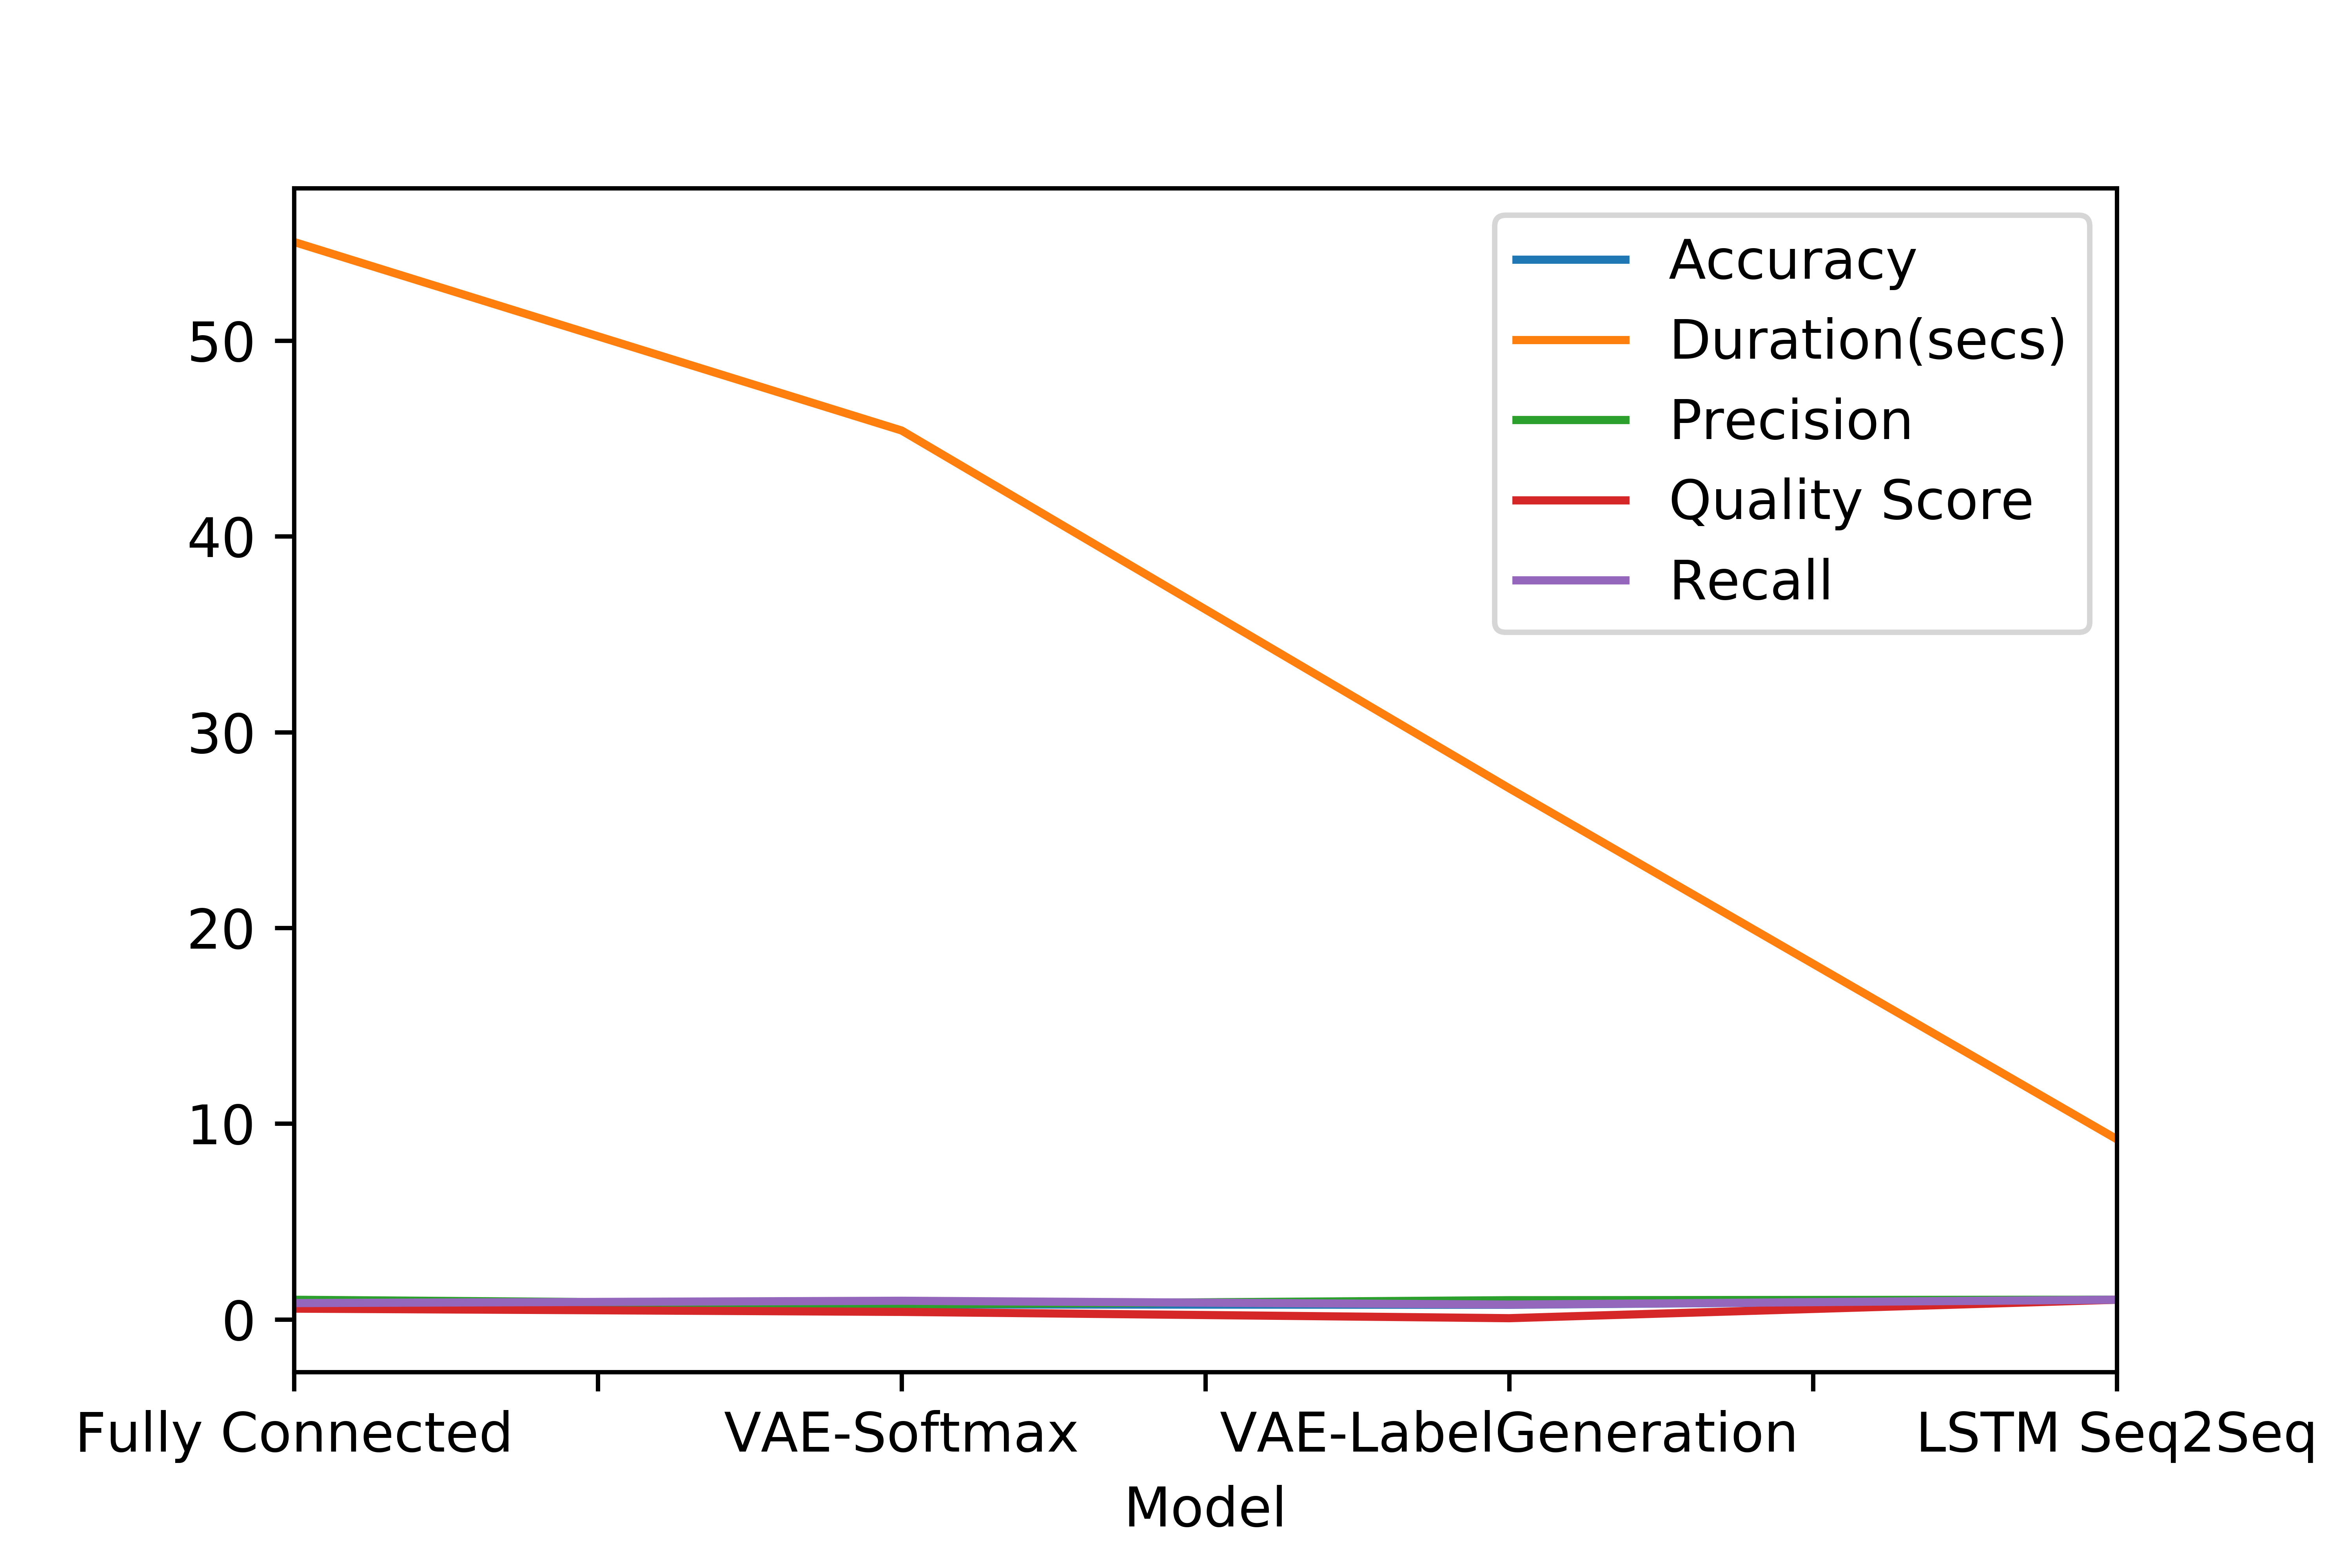 Accuracy
Duration(secs)
Precision
Quality Score
Recall
50
40
30
20
10
0
Fully Connected VAE-Softmax VAE-LabelGeneration LSTM Seq2Seq
Model